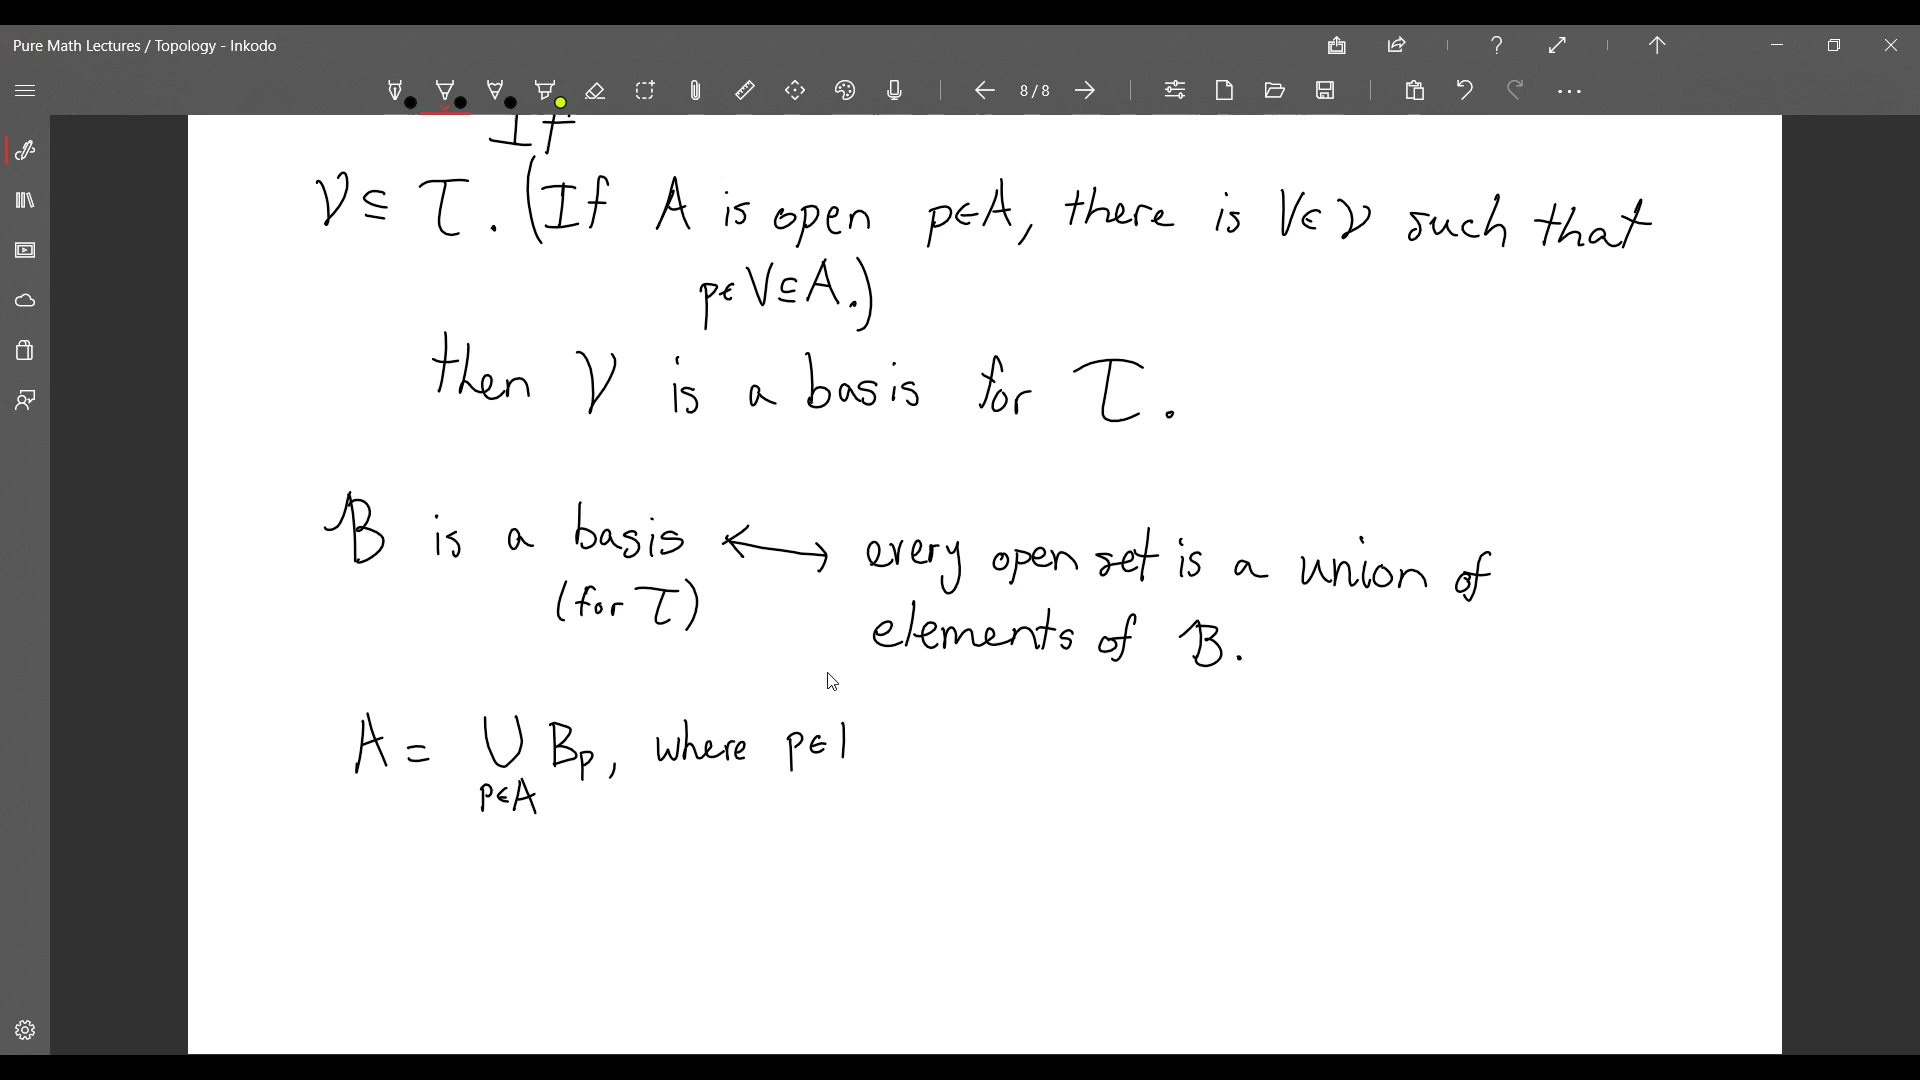 Pure Math Lectures / Topology - Inkodo
8 / 8
If
𝒱 ⊆ 𝒯. (If A is open p∈A, there is V∈𝒱 such that
p∈V⊆A.)
then 𝒱 is a basis for 𝒯.
ℬ is a basis ⟷ every open set is a union of
(for 𝒯) elements of ℬ.
A = ⋃ Bₚ, where p∈
p∈A